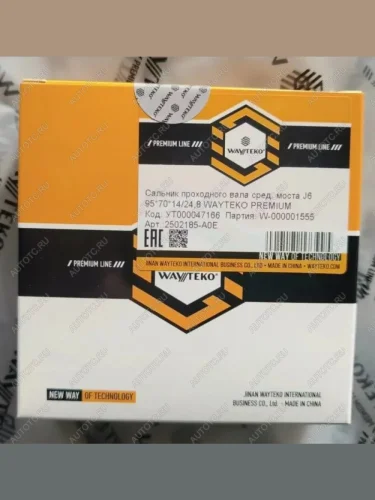 WAYTEKO
/// PREMIUM LINE ///
PREMIUM LINE ///
Сальник проходного вала сред. моста J6
95*70*14/24,8 WAYTEKO PREMIUM
Код: УТ000047166 Партия: W-000001555
Арт. 2502185-A0E
EAC
JINAN WAYTEKO INTERNATIONAL BUSINESS CO., LTD. - MADE IN CHINA - WAYTEKO.COM
NEW WAY OF TECHNOLOGY
/// PREMIUM LINE ///
WAYTEKO
NEW WAY OF TECHNOLOGY
JINAN WAYTEKO INTERNATIONAL
BUSINESS CO., Ltd. - MADE IN CHINA
AUTOTC.RU